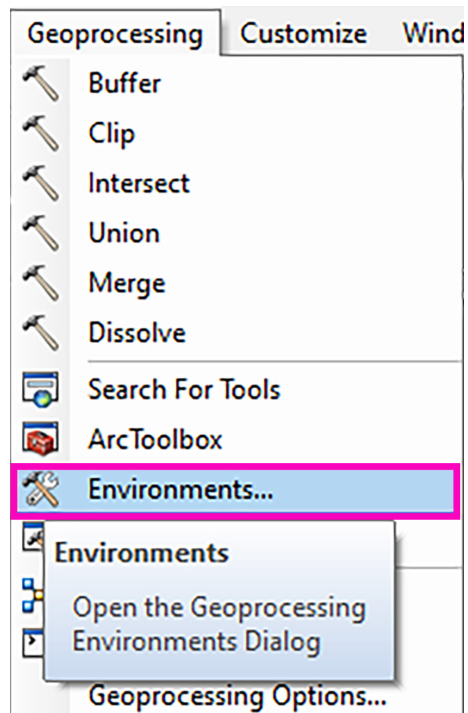 Geoprocessing Customize Wind
Buffer
Clip
Intersect
Union
Merge
Dissolve
Search For Tools
ArcToolbox
Environments...
Environments
Open the Geoprocessing
Environments Dialog
Geoprocessing Options...